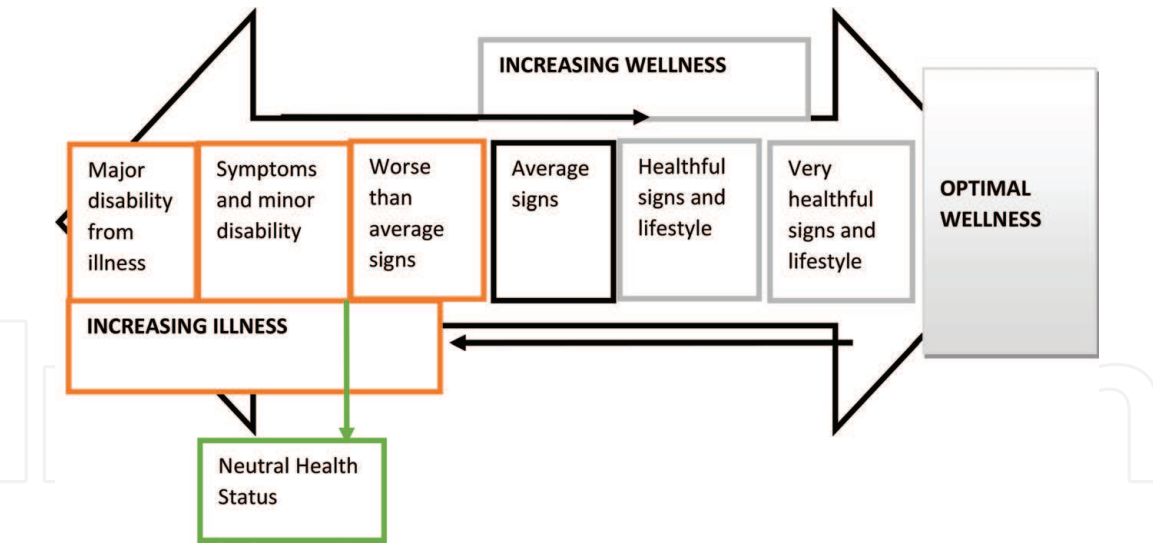 INCREASING WELLNESS
Major
disability
from
illness
Symptoms
and minor
disability
Worse
than
average
signs
Average
signs
Healthful
signs and
lifestyle
Very
healthful
signs and
lifestyle
OPTIMAL
WELLNESS
INCREASING ILLNESS
Neutral Health
Status